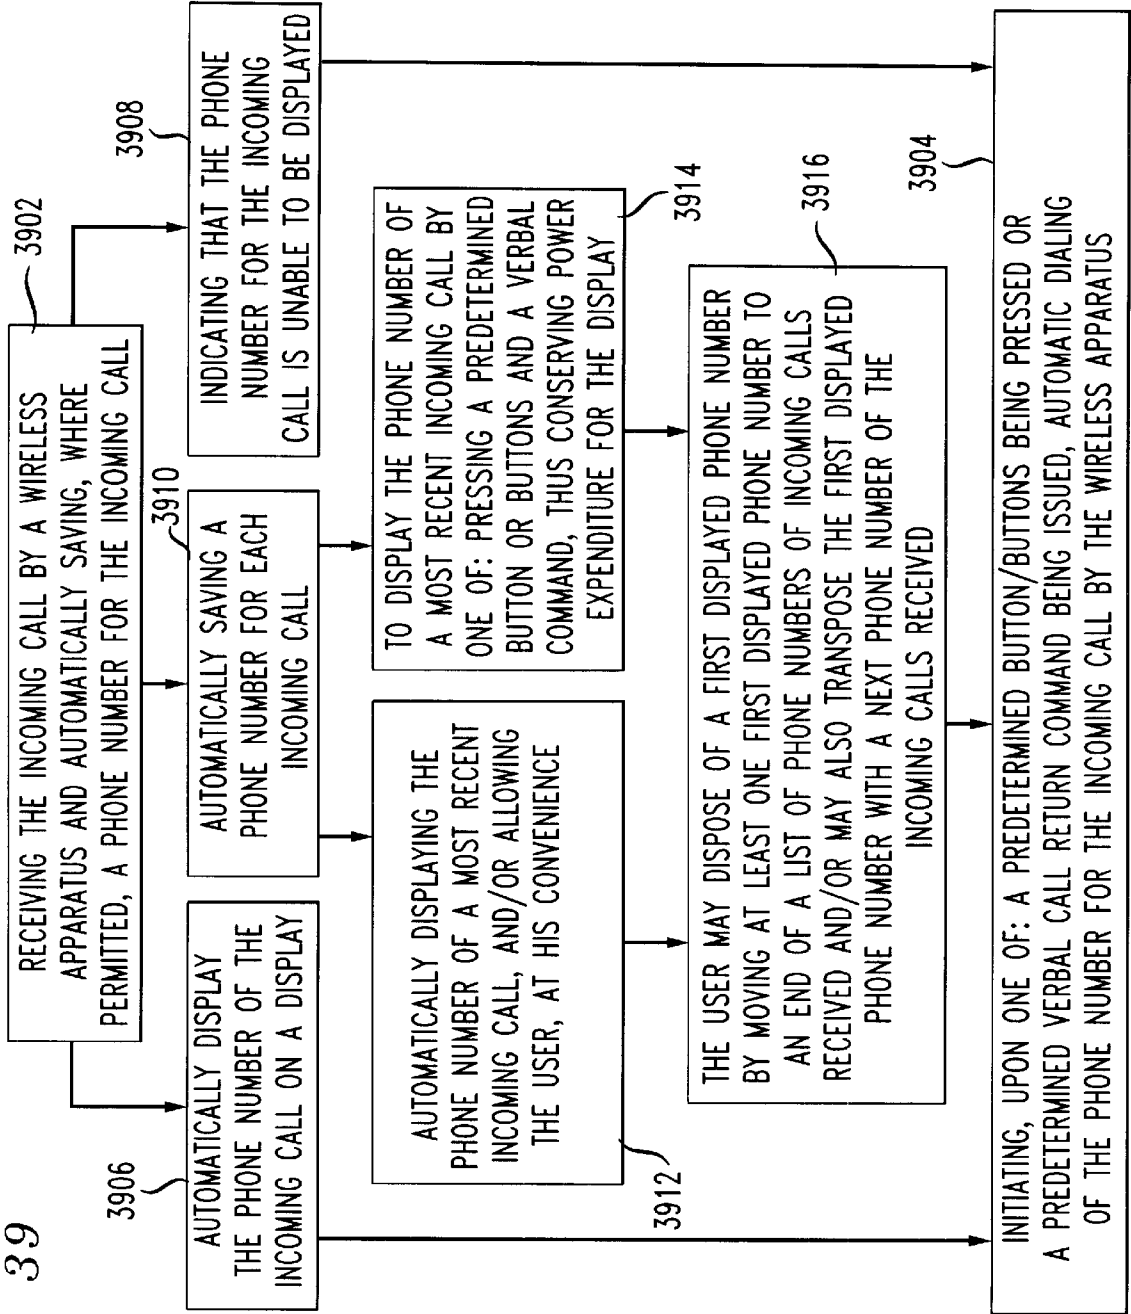 39
3902
RECEIVING THE INCOMING CALL BY A WIRELESS
APPARATUS AND AUTOMATICALLY SAVING, WHERE
PERMITTED, A PHONE NUMBER FOR THE INCOMING CALL
3906
AUTOMATICALLY DISPLAY
THE PHONE NUMBER OF THE
INCOMING CALL ON A DISPLAY
3910
AUTOMATICALLY SAVING A
PHONE NUMBER FOR EACH
INCOMING CALL
3908
INDICATING THAT THE PHONE
NUMBER FOR THE INCOMING
CALL IS UNABLE TO BE DISPLAYED
AUTOMATICALLY DISPLAYING THE
PHONE NUMBER OF A MOST RECENT
INCOMING CALL, AND/OR ALLOWING
THE USER, AT HIS CONVENIENCE
3912
TO DISPLAY THE PHONE NUMBER OF
A MOST RECENT INCOMING CALL BY
ONE OF: PRESSING A PREDETERMINED
BUTTON OR BUTTONS AND A VERBAL
COMMAND, THUS CONSERVING POWER
EXPENDITURE FOR THE DISPLAY
3914
THE USER MAY DISPOSE OF A FIRST DISPLAYED PHONE NUMBER
BY MOVING AT LEAST ONE FIRST DISPLAYED PHONE NUMBER TO
AN END OF A LIST OF PHONE NUMBERS OF INCOMING CALLS
RECEIVED AND/OR MAY ALSO TRANSPOSE THE FIRST DISPLAYED
PHONE NUMBER WITH A NEXT PHONE NUMBER OF THE
INCOMING CALLS RECEIVED
3916
3904
INITIATING, UPON ONE OF: A PREDETERMINED BUTTON/BUTTONS BEING PRESSED OR
A PREDETERMINED VERBAL CALL RETURN COMMAND BEING ISSUED, AUTOMATIC DIALING
OF THE PHONE NUMBER FOR THE INCOMING CALL BY THE WIRELESS APPARATUS